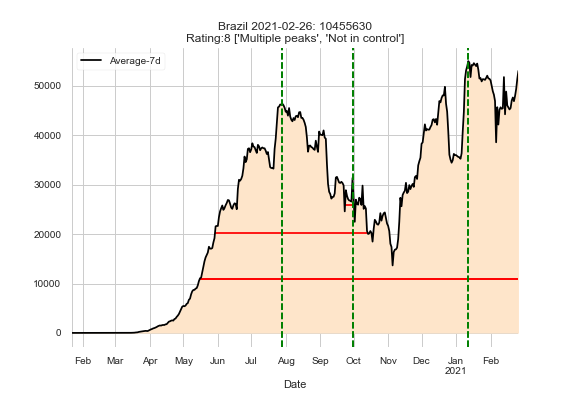 Brazil 2021-02-26: 10455630
Rating:8 ['Multiple peaks', 'Not in control']
Average-7d
50000
40000
30000
20000
10000
0
Feb Mar Apr May Jun Jul Aug Sep Oct Nov Dec Jan Feb
2021
Date